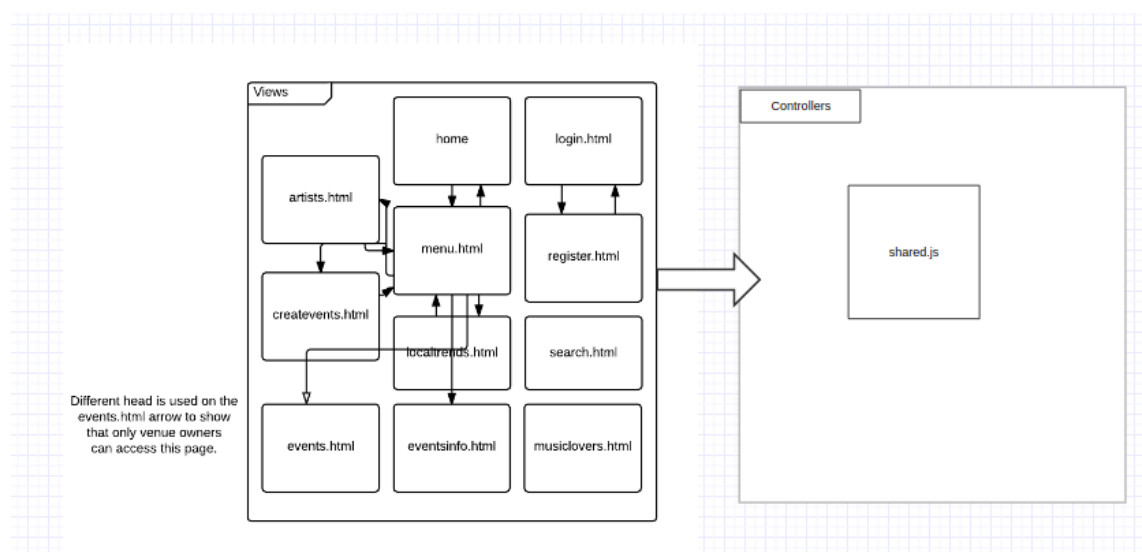 Views
Controllers
home
login.html
artists.html
menu.html
register.html
shared.js
createvents.html
localtrends.html
search.html
Different head is used on the
events.html arrow to show
that only venue owners
can access this page.
events.html
eventsinfo.html
musiclovers.html